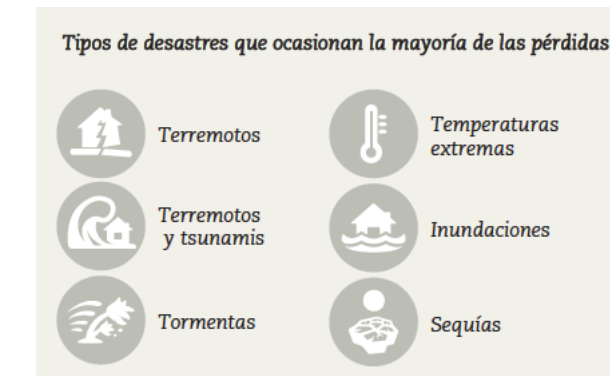 Tipos de desastres que ocasionan la mayoría de las pérdidas
Terremotos
Temperaturas
extremas
Terremotos
y tsunamis
Inundaciones
Tormentas
Sequías